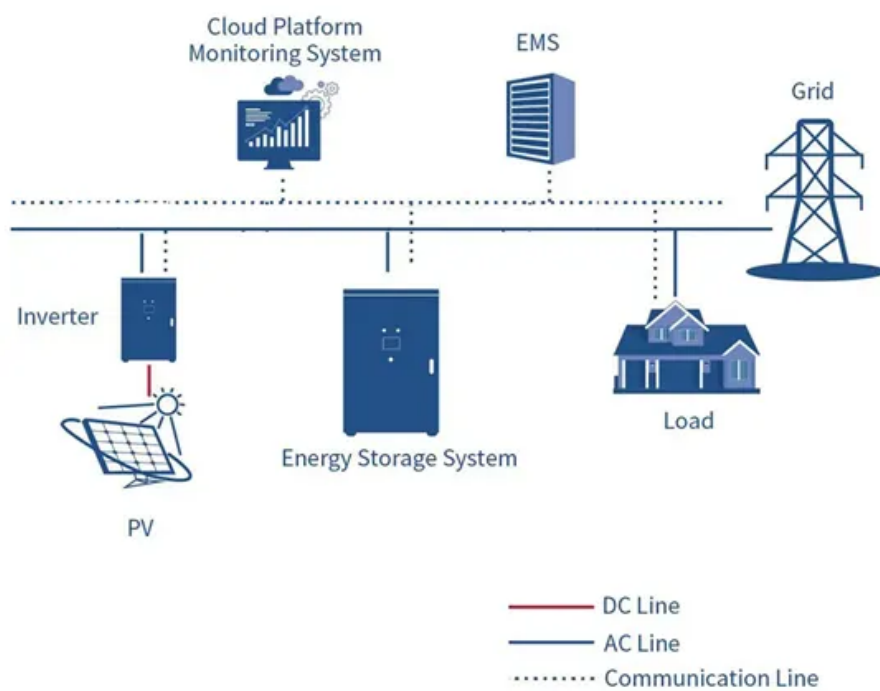 Cloud Platform
Monitoring System
EMS
Grid
Inverter
Load
Energy Storage System
PV
DC Line
AC Line
Communication Line